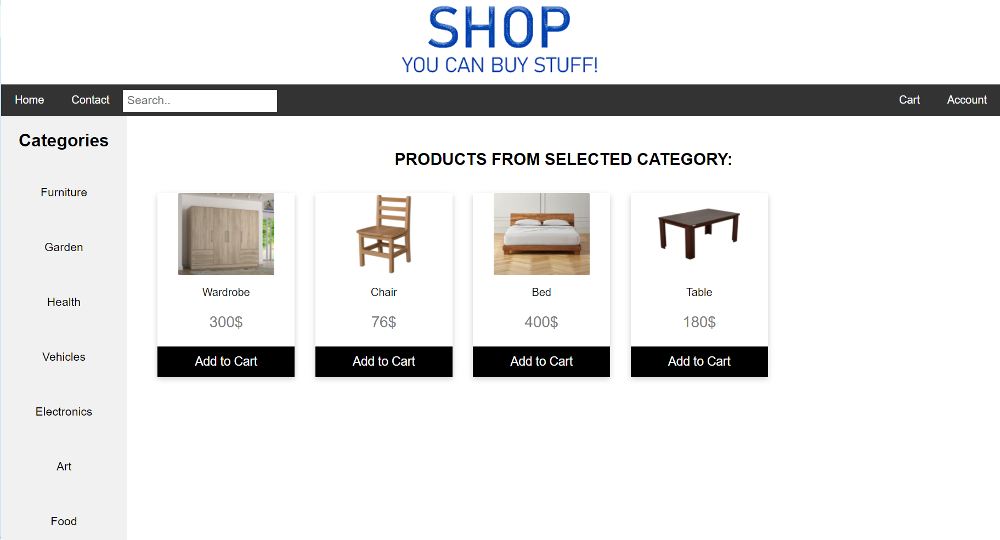 SHOP
YOU CAN BUY STUFF!
Home Contact Search.. Cart Account
Categories
Furniture
Garden
Health
Vehicles
Electronics
Art
Food
PRODUCTS FROM SELECTED CATEGORY:
Wardrobe
300$
Add to Cart
Chair
76$
Add to Cart
Bed
400$
Add to Cart
Table
180$
Add to Cart